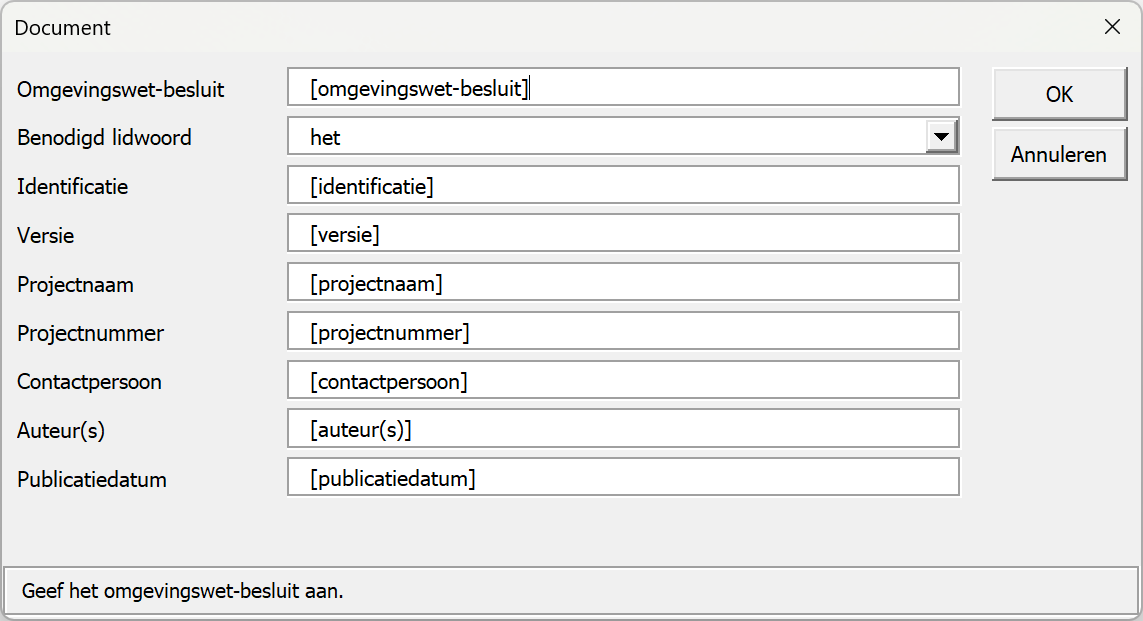 Document
Omgevingswet-besluit [omgevingswet-besluit]
OK
Benodigd lidwoord het
Annuleren
Identificatie [identificatie]
Versie [versie]
Projectnaam [projectnaam]
Projectnummer [projectnummer]
Contactpersoon [contactpersoon]
Auteur(s) [auteur(s)]
Publicatiedatum [publicatiedatum]
Geef het omgevingswet-besluit aan.